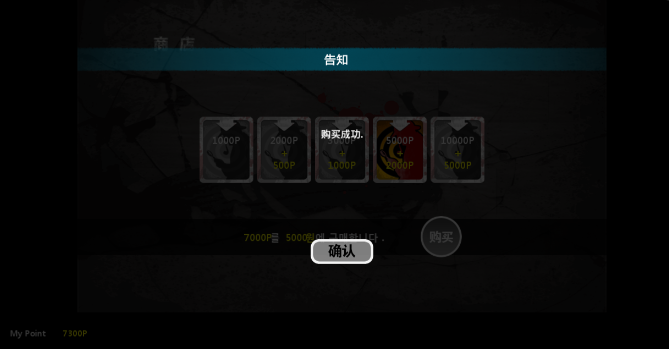 商 店
告知
购买成功.
1000P 2000P 3000P 5000P 10000P
+ + + +
500P 1000P 2000P 5000P
7000P를 5000원에 구매합니다 .
购买
确认
My Point 7300P